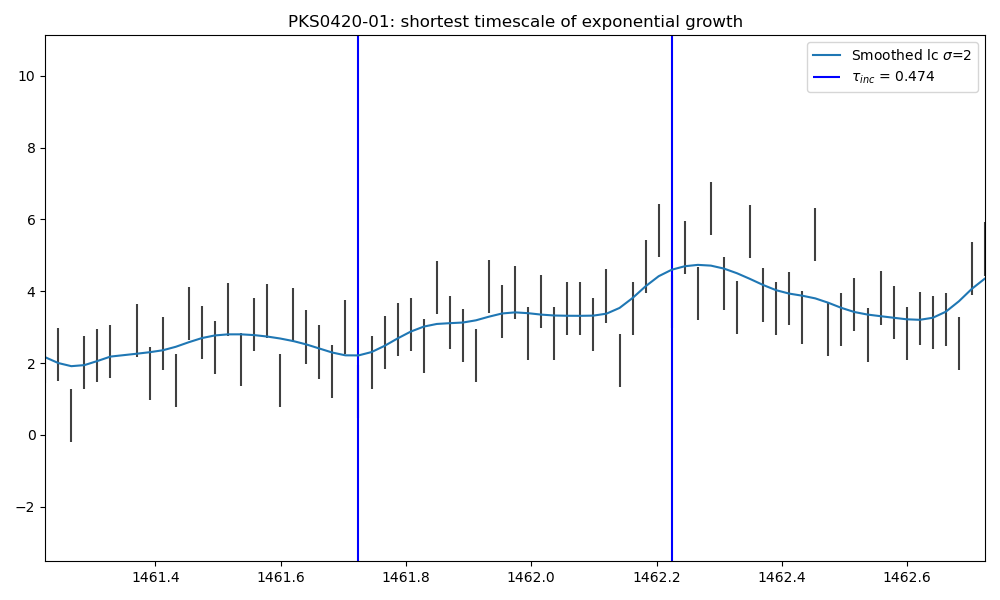 PKS0420-01: shortest timescale of exponential growth
Smoothed lc σ=2
τ_inc = 0.474
10
8
6
4
2
0
−2
1461.4 1461.6 1461.8 1462.0 1462.2 1462.4 1462.6